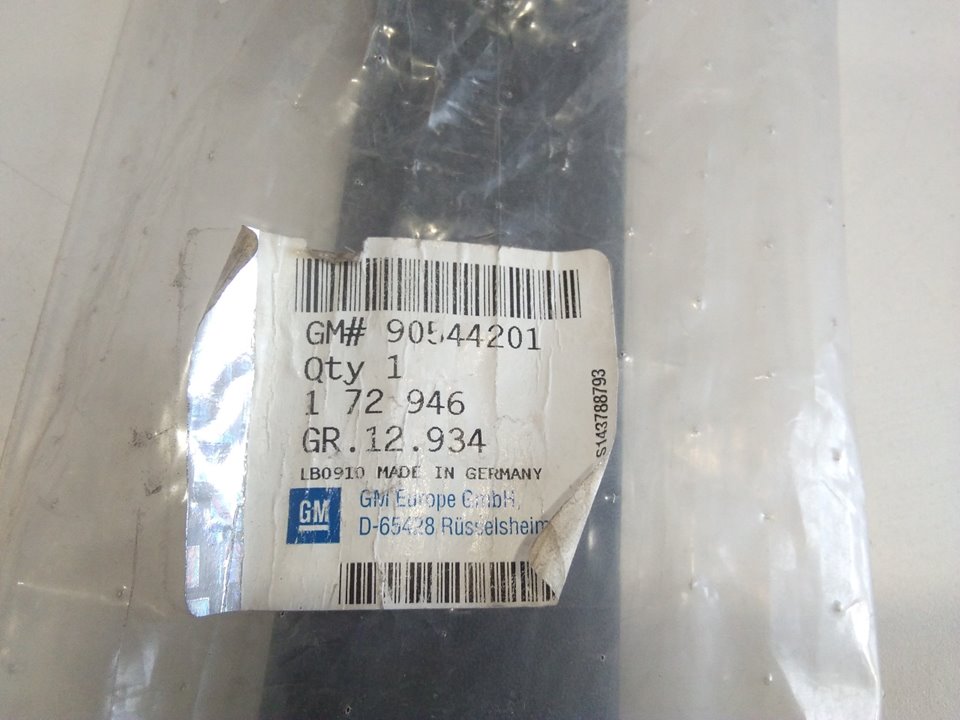 GM# 90544201
Qty 1
1 72 946
GR.12.934
LB0910 MADE IN GERMANY
GM
GM Europe GmbH,
D-65428 Rüsselsheim
S143788793